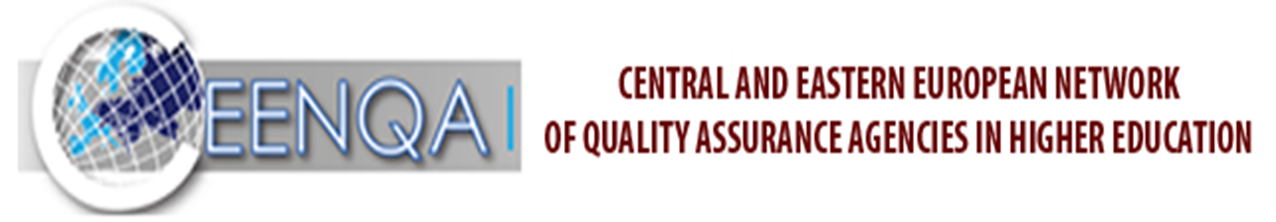 CEENQA
CENTRAL AND EASTERN EUROPEAN NETWORK
OF QUALITY ASSURANCE AGENCIES IN HIGHER EDUCATION